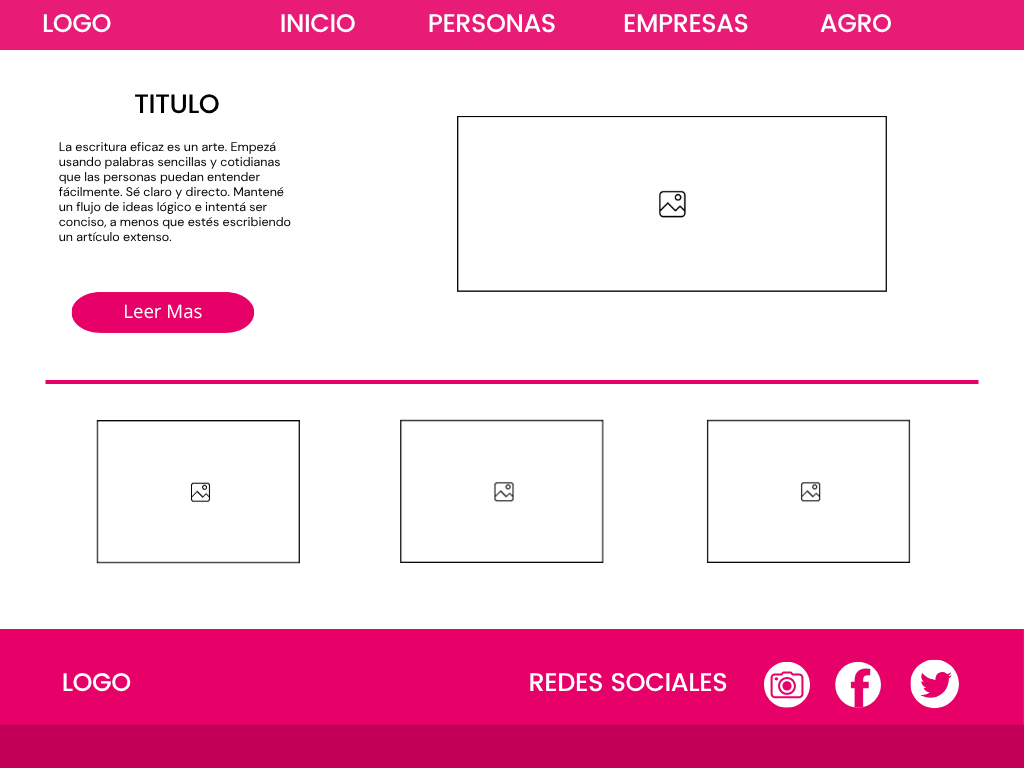 LOGO INICIO PERSONAS EMPRESAS AGRO
TITULO
La escritura eficaz es un arte. Empezá
usando palabras sencillas y cotidianas
que las personas puedan entender
fácilmente. Sé claro y directo. Mantené
un flujo de ideas lógico e intentá ser
conciso, a menos que estés escribiendo
un artículo extenso.
Leer Mas
LOGO REDES SOCIALES